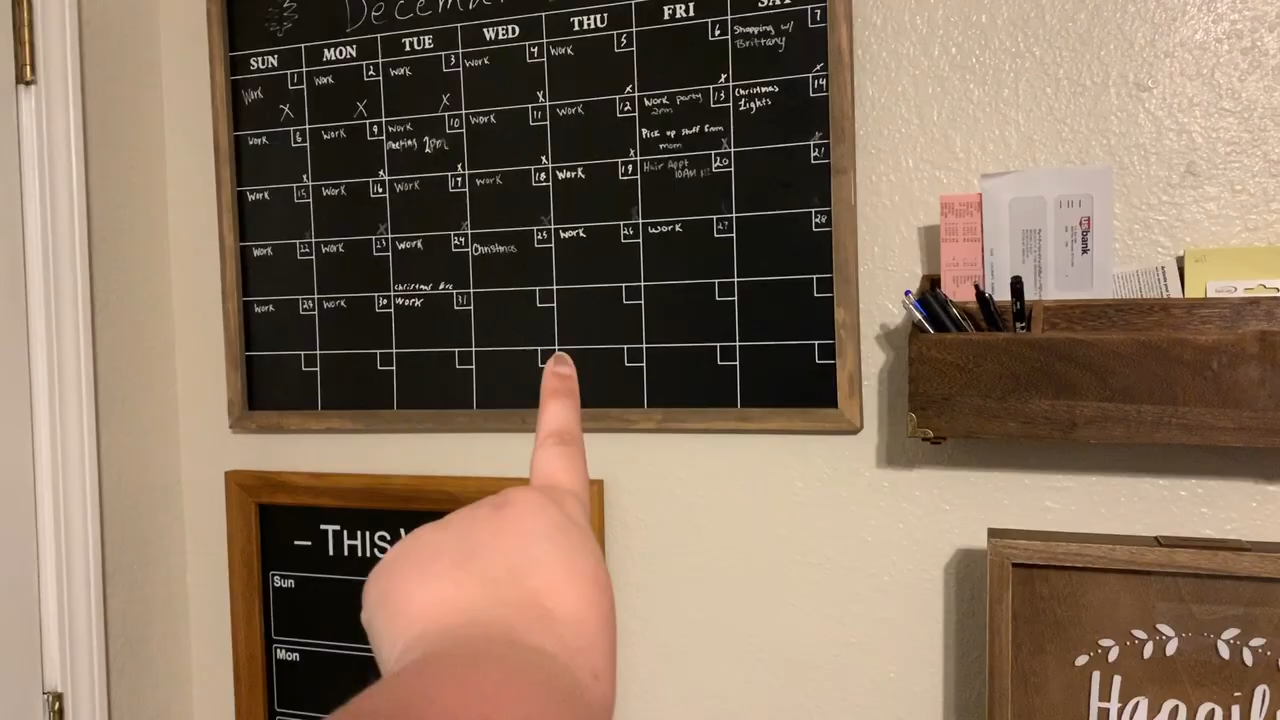 December
SUN MON TUE WED THU FRI SAT
Work 1 Work 2 Work 3 Work 4 Work 5 6 Shopping w/ 7
Brittany
X X X X X X X
Work 8 Work 9 Work 10 Work 11 Work 12 Work party 13 Christmas 14
meeting 2pm 2pm Lights
Pick up stuff from
mom
X X X X X X X
Work 15 Work 16 Work 17 Work 18 Work 19 Hair Appt 20 21
10AM
X X X X
Work 22 Work 23 Work 24 Christmas 25 Work 26 Work 27 28
Christmas Eve
Work 29 Work 30 Work 31
usbank
– THIS
Sun
Mon